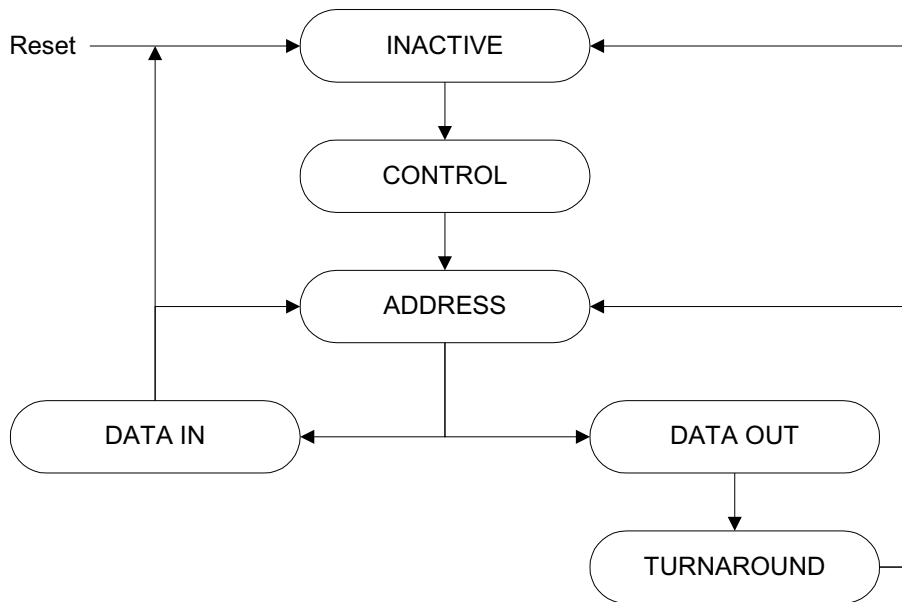 Reset
INACTIVE
CONTROL
ADDRESS
DATA IN
DATA OUT
TURNAROUND